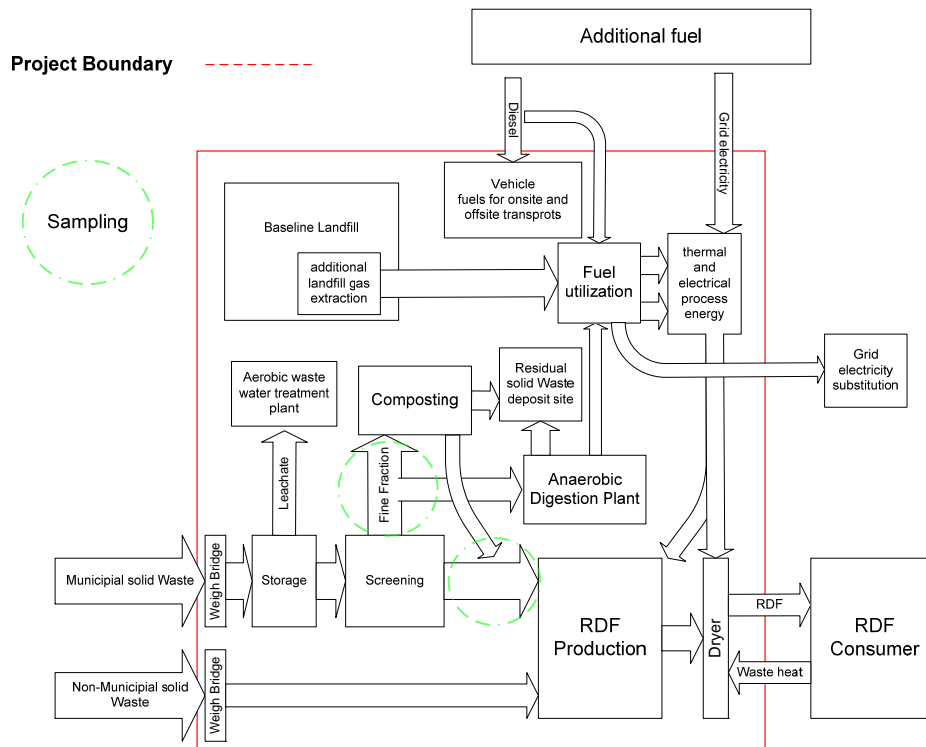 Additional fuel
Project Boundary
Diesel
Grid electricity
Sampling
Vehicle
fuels for onsite and
offsite transprots
Baseline Landfill
additional
landfill gas
extraction
Fuel
utilization
thermal
and
electrical
process
energy
Grid
electricity
substitution
Aerobic waste
water treatment
plant
Composting
Residual
solid Waste
deposit site
Leachate
Fine Fraction
Anaerobic
Digestion Plant
Municipal solid Waste
Weigh Bridge
Storage
Screening
RDF
Production
Dryer
RDF
Waste heat
RDF
Consumer
Non-Municipial solid
Waste
Weigh Bridge